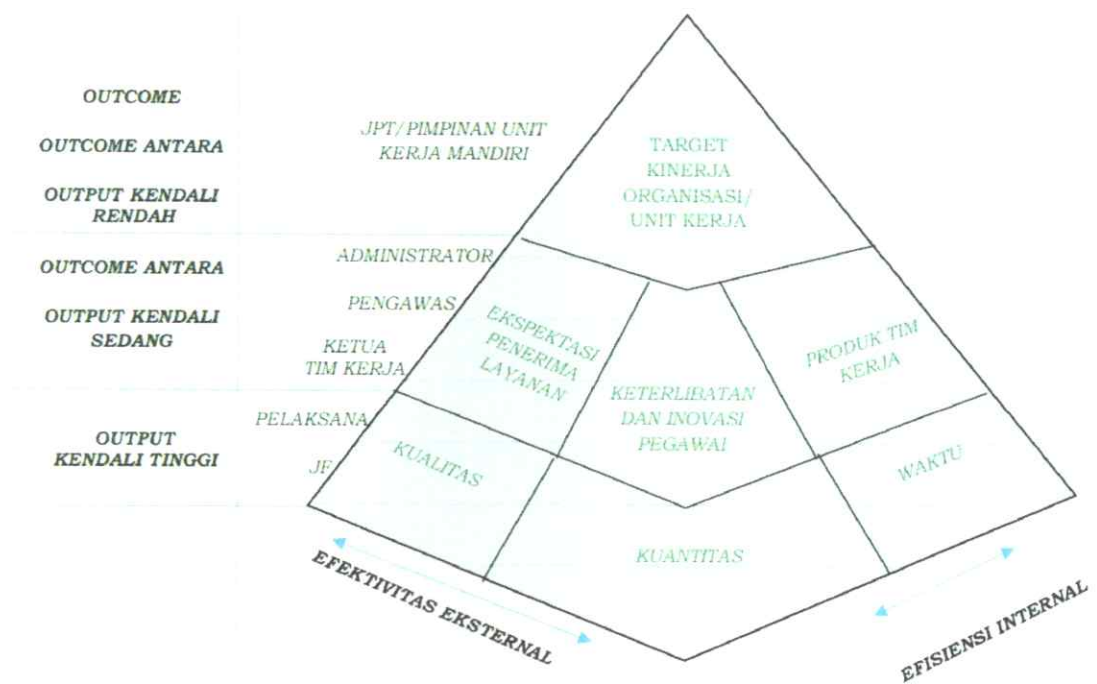 OUTCOME
OUTCOME ANTARA
OUTPUT KENDALI
RENDAH
JPT/PIMPINAN UNIT
KERJA MANDIRI
TARGET
KINERJA
ORGANISASI/
UNIT KERJA
OUTCOME ANTARA
OUTPUT KENDALI
SEDANG
ADMINISTRATOR
PENGAWAS
KETUA
TIM KERJA
EKSPEKTASI
PENERIMA
LAYANAN
KETERLIBATAN
DAN INOVASI
PEGAWAI
PRODUK TIM
KERJA
OUTPUT
KENDALI TINGGI
PELAKSANA
JF
KUALITAS
KUANTITAS
WAKTU
EFEKTIVITAS EKSTERNAL
EFISIENSI INTERNAL